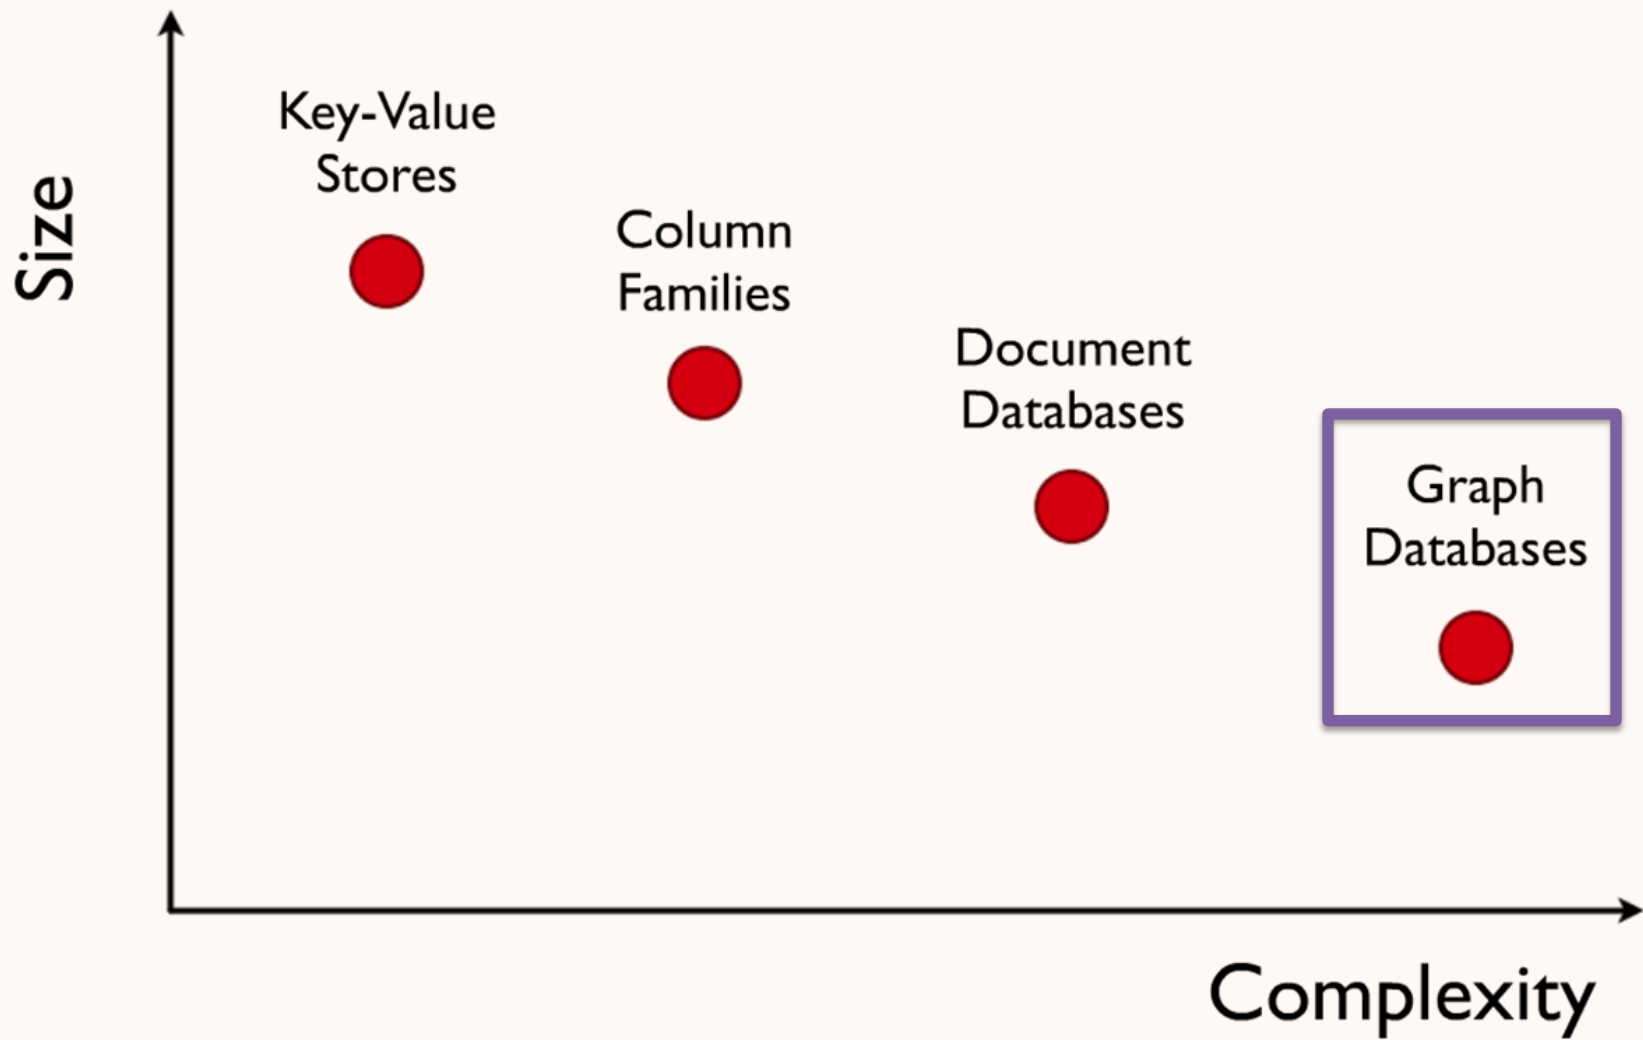 Size
Key-Value
Stores
Column
Families
Document
Databases
Graph
Databases
Complexity